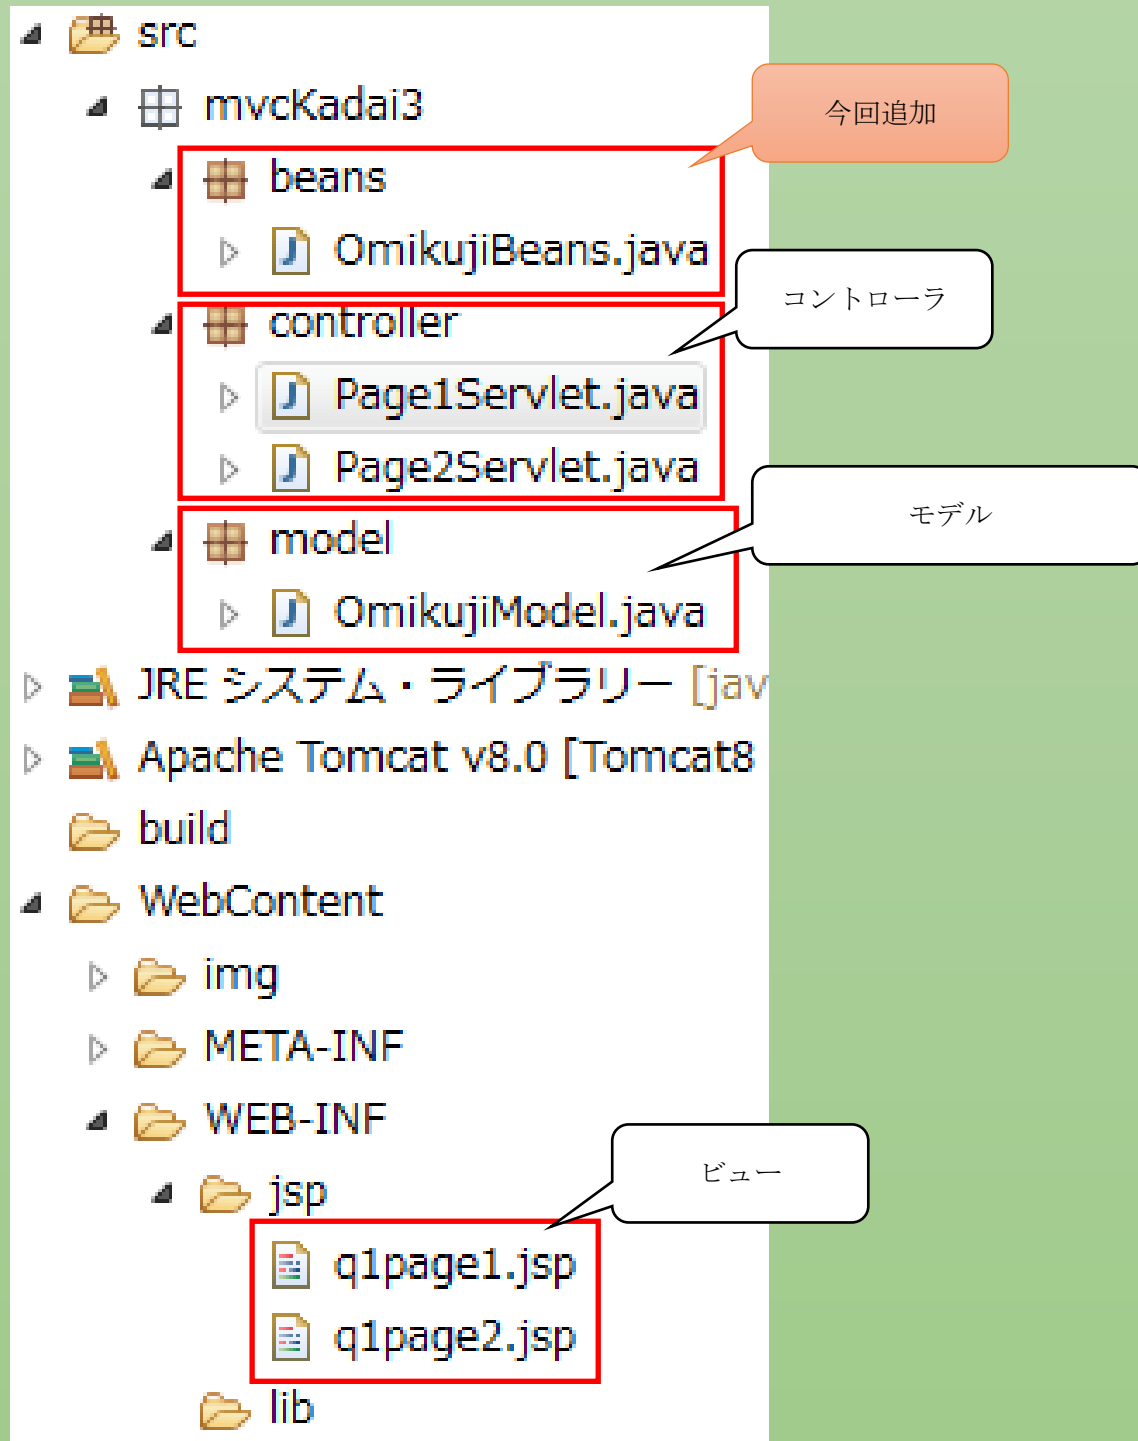 src
mvcKadai3
今回追加
beans
OmikujiBeans.java
コントローラ
controller
Page1Servlet.java
Page2Servlet.java
モデル
model
OmikujiModel.java
JRE システム・ライブラリー [jav
Apache Tomcat v8.0 [Tomcat8
build
WebContent
img
META-INF
WEB-INF
ビュー
jsp
q1page1.jsp
q1page2.jsp
lib